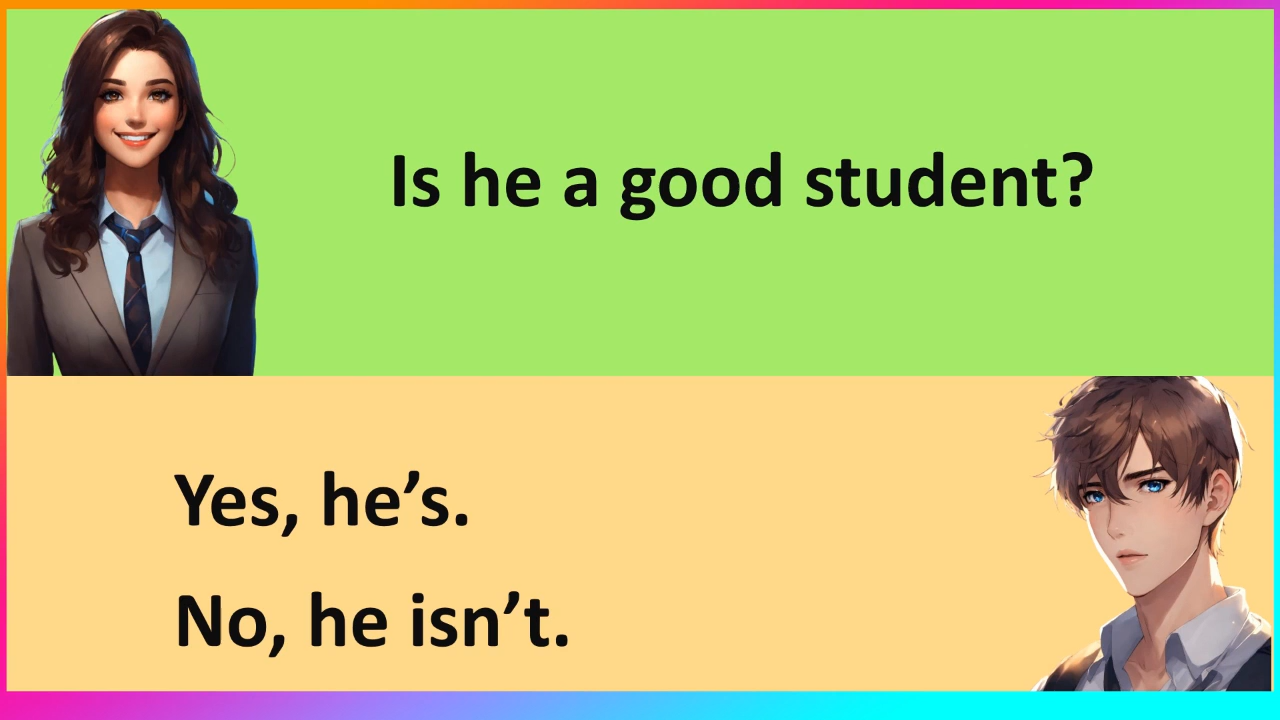 Is he a good student?
Yes, he’s.
No, he isn’t.